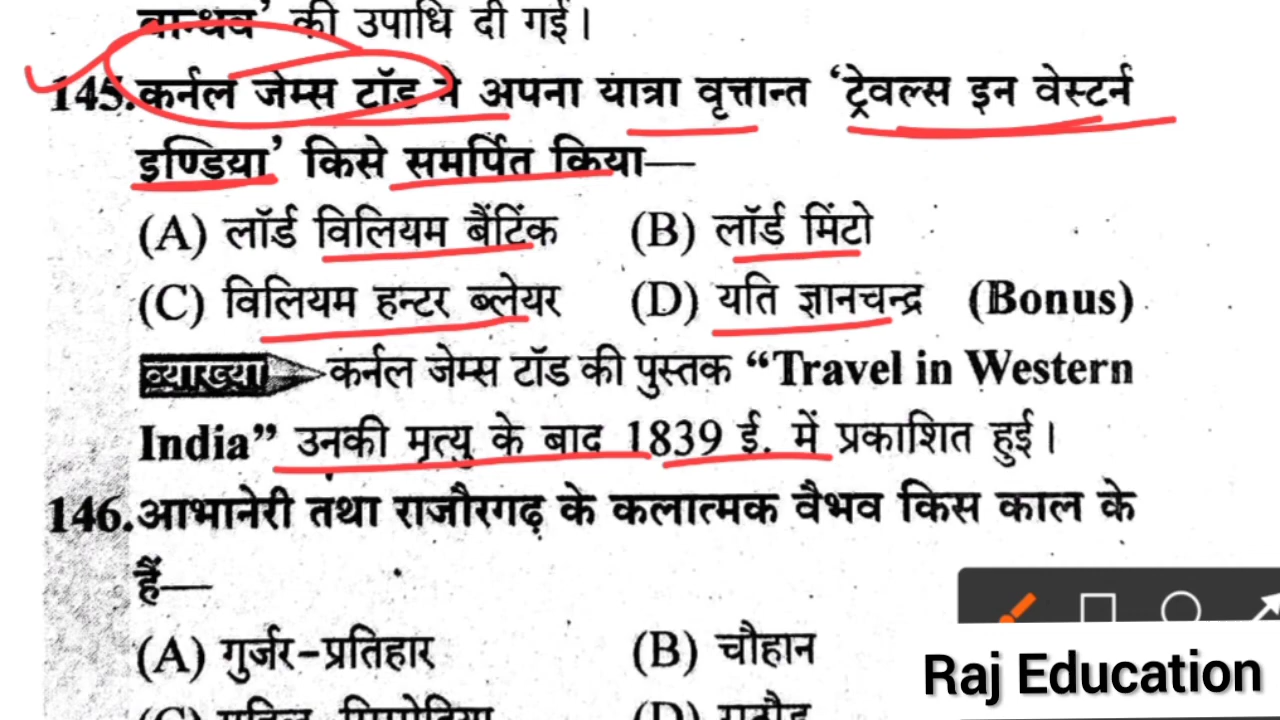 बान्धव’ की उपाधि दी गई।
145. कर्नल जेम्स टॉड ने अपना यात्रा वृत्तान्त ‘ट्रेवल्स इन वेस्टर्न
इण्डिया’ किसे समर्पित किया—
(A) लॉर्ड विलियम बैंटिंक (B) लॉर्ड मिंटो
(C) विलियम हन्टर ब्लेयर (D) यति ज्ञानचन्द्र (Bonus)
व्याख्या कर्नल जेम्स टॉड की पुस्तक “Travel in Western
India” उनकी मृत्यु के बाद 1839 ई. में प्रकाशित हुई।
146. आभानेरी तथा राजौरगढ़ के कलात्मक वैभव किस काल के
हैं—
(A) गुर्जर-प्रतिहार (B) चौहान
(C) (D)
Raj Education